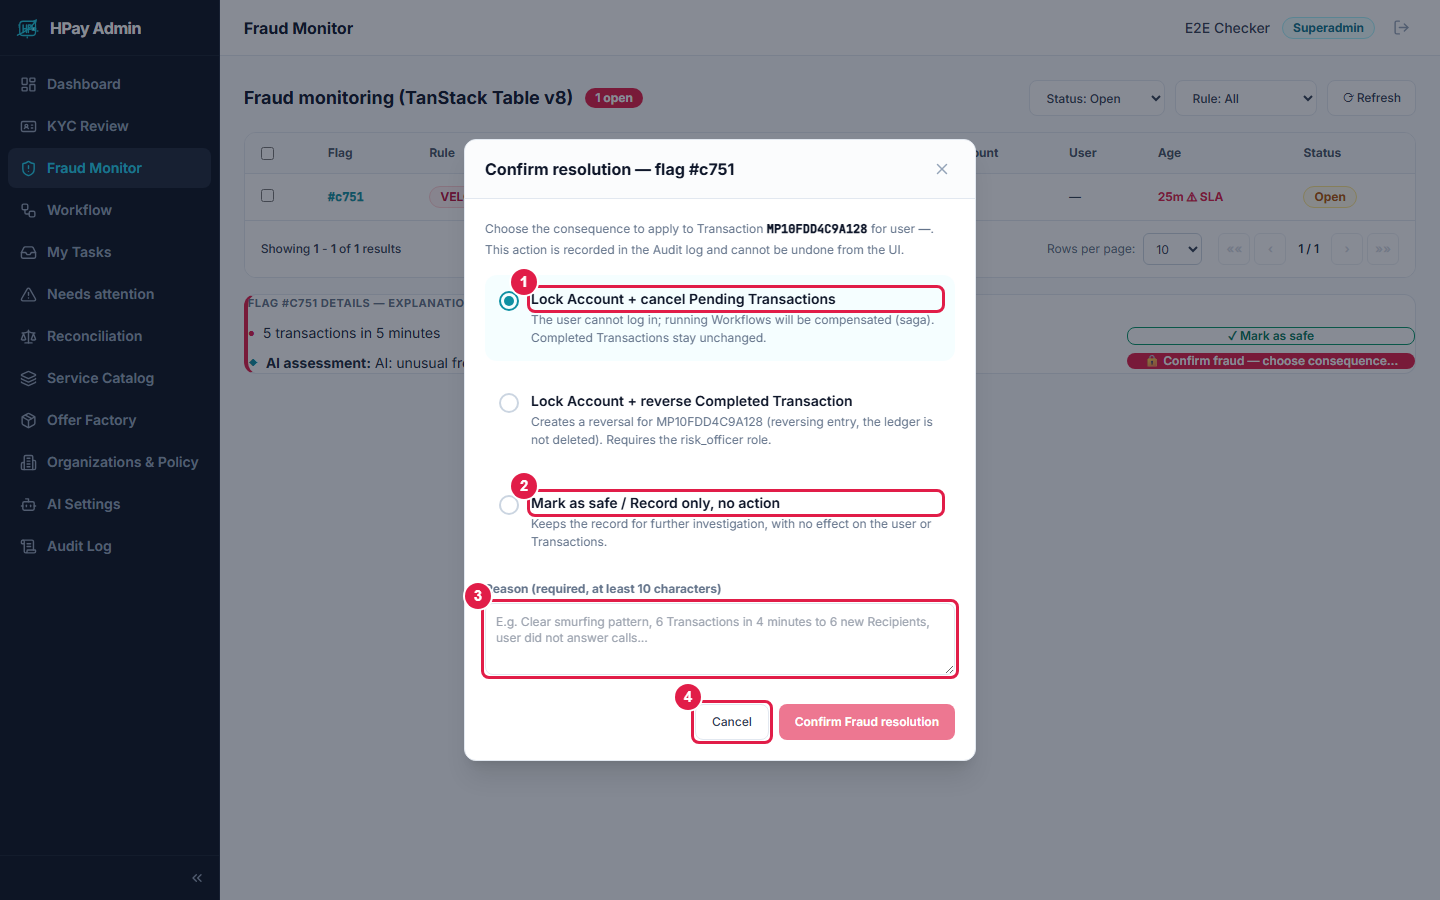 HPay Admin
Fraud Monitor
E2E Checker
Superadmin
Dashboard
KYC Review
Fraud Monitor
Workflow
My Tasks
Needs attention
Reconciliation
Service Catalog
Offer Factory
Organizations & Policy
AI Settings
Audit Log
«
Fraud monitoring (TanStack Table v8)
1 open
Status: Open
Rule: All
Refresh
Flag
Rule
User
Age
Status
#c751
—
25m ⚠ SLA
Open
Showing 1 - 1 of 1 results
Rows per page:
10
««
‹
1 / 1
›
»»
FLAG #C751 DETAILS —
5 transactions in 5 minutes
AI assessment: AI: unusual
✓ Mark as safe
🔒 Confirm fraud — choose consequence...
Confirm resolution — flag #c751
Choose the consequence to apply to Transaction MP10FDD4C9A128 for user —.
This action is recorded in the Audit log and cannot be undone from the UI.
1
Lock Account + cancel Pending Transactions
The user cannot log in; running Workflows will be compensated (saga).
Completed Transactions stay unchanged.
Lock Account + reverse Completed Transaction
Creates a reversal for MP10FDD4C9A128 (reversing entry, the ledger is
not deleted). Requires the risk_officer role.
2
Mark as safe / Record only, no action
Keeps the record for further investigation, with no effect on the user or
Transactions.
3
Reason (required, at least 10 characters)
E.g. Clear smurfing pattern, 6 Transactions in 4 minutes to 6 new Recipients,
user did not answer calls...
4
Cancel
Confirm Fraud resolution